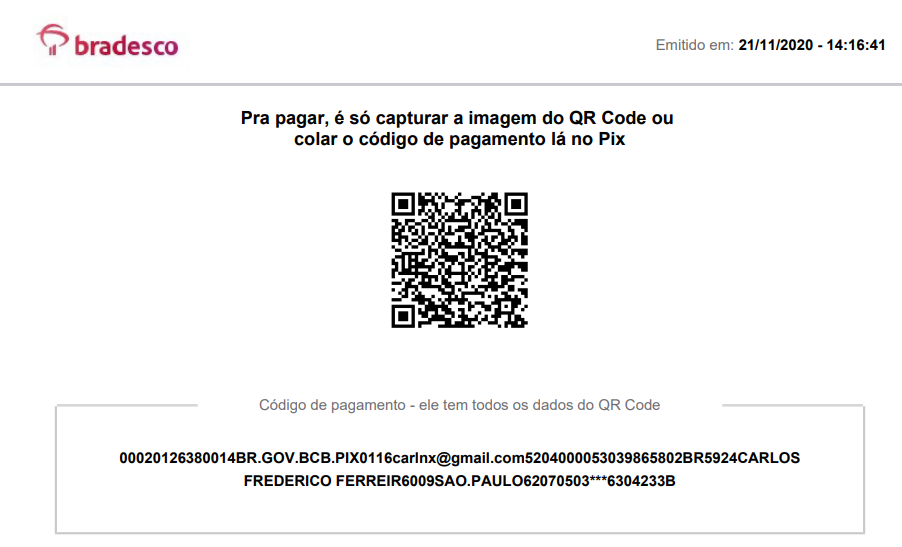 bradesco
Emitido em: 21/11/2020 - 14:16:41
Pra pagar, é só capturar a imagem do QR Code ou
colar o código de pagamento lá no Pix
Código de pagamento - ele tem todos os dados do QR Code
00020126380014BR.GOV.BCB.PIX0116carlnx@gmail.com5204000053039865802BR5924CARLOS
FREDERICO FERREIR6009SAO.PAULO62070503***6304233B